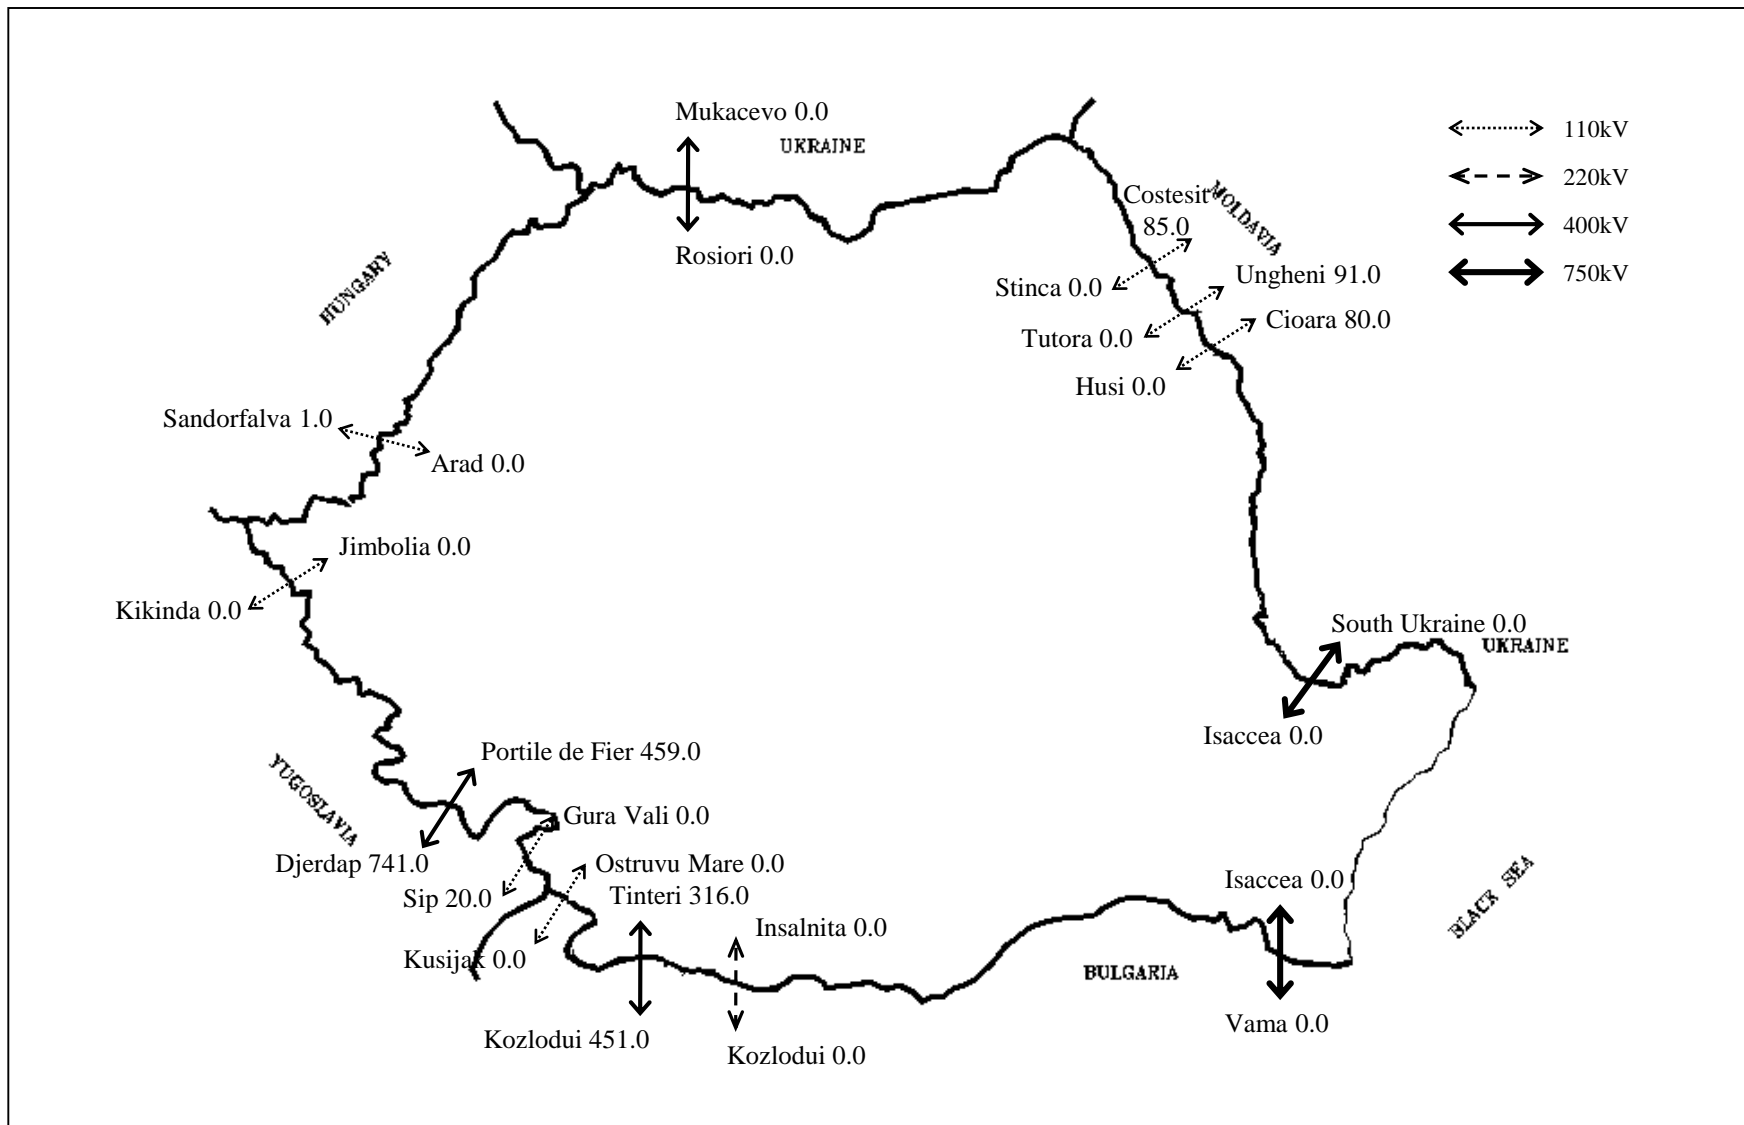 Mukacevo 0.0
UKRAINE
110kV
220kV
400kV
750kV
Rosiori 0.0
HUNGARY
Costesit
85.0
MOLDAVIA
Stinca 0.0
Ungheni 91.0
Tutora 0.0
Cioara 80.0
Husi 0.0
Sandorfalva 1.0
Arad 0.0
Jimbolia 0.0
Kikinda 0.0
South Ukraine 0.0
UKRAINE
Isaccea 0.0
YUGOSLAVIA
Portile de Fier 459.0
Gura Vali 0.0
Djerdap 741.0
Ostruvu Mare 0.0
Sip 20.0
Tinteri 316.0
Isaccea 0.0
BLACK SEA
Insalnita 0.0
Kusijak 0.0
BULGARIA
Kozlodui 451.0
Kozlodui 0.0
Vama 0.0